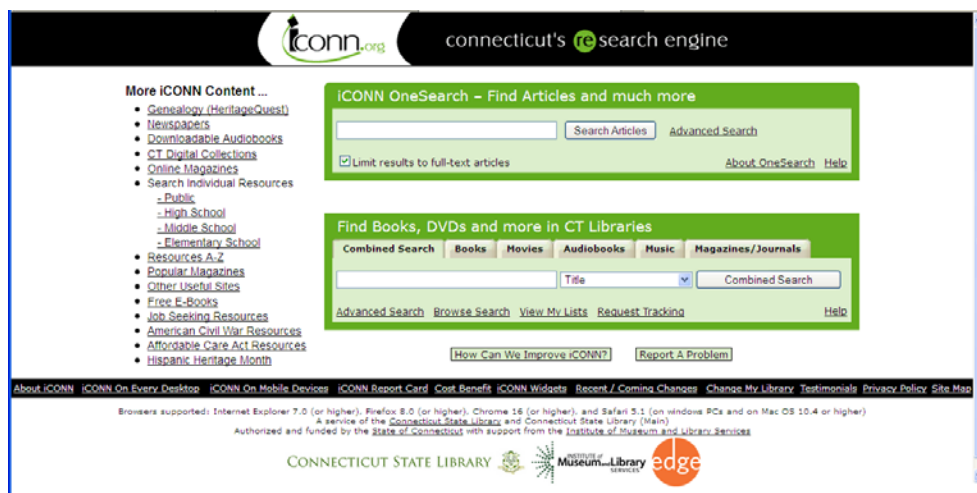 iconn.org
connecticut's re search engine
More iCONN Content ...
Genealogy (HeritageQuest)
Newspapers
Downloadable Audiobooks
CT Digital Collections
Online Magazines
Search Individual Resources
- Public
- High School
- Middle School
- Elementary School
Resources A-Z
Popular Magazines
Other Useful Sites
Free E-Books
Job Seeking Resources
American Civil War Resources
Affordable Care Act Resources
Hispanic Heritage Month
iCONN OneSearch – Find Articles and much more
Search Articles Advanced Search
Limit results to full-text articles About OneSearch Help
Find Books, DVDs and more in CT Libraries
Combined Search Books Movies Audiobooks Music Magazines/Journals
Title Combined Search
Advanced Search Browse Search View My Lists Request Tracking Help
How Can We Improve iCONN? Report A Problem
About iCONN iCONN On Every Desktop iCONN On Mobile Devices iCONN Report Card Cost Benefit iCONN Widgets Recent / Coming Changes Change My Library Testimonials Privacy Policy Site Map
Browsers supported: Internet Explorer 7.0 (or higher), Firefox 8.0 (or higher), Chrome 16 (or higher), and Safari 5.1 (on windows PCs and on Mac OS 10.4 or higher)
A service of the Connecticut State Library and Connecticut State Library (Main)
Authorized and funded by the State of Connecticut with support from the Institute of Museum and Library Services
CONNECTICUT STATE LIBRARY
INSTITUTE of Museum and Library SERVICES
edge